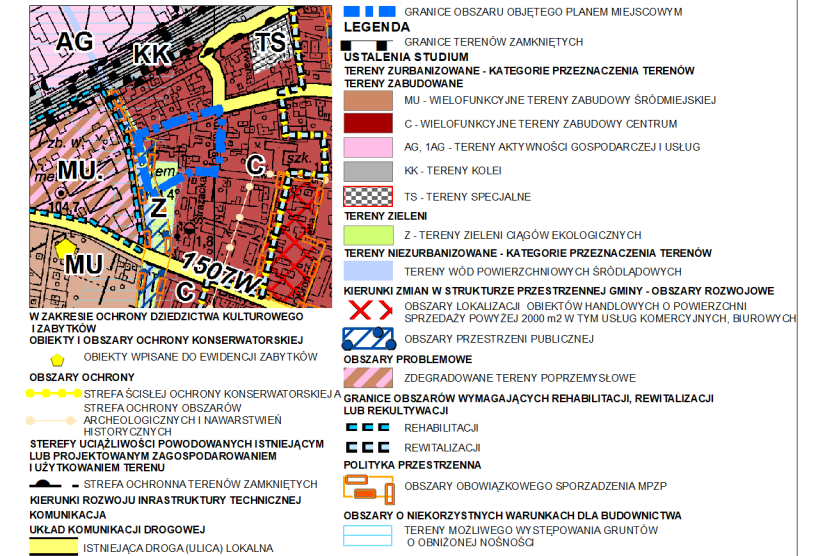 AG
KK
TS
zb. w.
MU.
C
szk.
104.7
Z
Strażacka
MU
1507W
C
W ZAKRESIE OCHRONY DZIEDZICTWA KULTUROWEGO
I ZABYTKÓW
OBIEKTY I OBSZARY OCHRONY KONSERWATORSKIEJ
OBIEKTY WPISANE DO EWIDENCJI ZABYTKÓW
OBSZARY OCHRONY
STREFA ŚCISŁEJ OCHRONY KONSERWATORSKIEJ A
STREFA OCHRONY OBSZARÓW
ARCHEOLOGICZNYCH I NAWARSTWIEŃ
HISTORYCZNYCH
STEREFY UCIĄŻLIWOŚCI POWODOWANYCH ISTNIEJĄCYM
LUB PROJEKTOWANYM ZAGOSPODAROWANIEM
I UŻYTKOWANIEM TERENU
STREFA OCHRONNA TERENÓW ZAMKNIĘTYCH
KIERUNKI ROZWOJU INRASTRUKTURY TECHNICZNEJ
KOMUNIKACJA
UKŁAD KOMUNIKACJI DROGOWEJ
ISTNIEJĄCA DROGA (ULICA) LOKALNA
GRANICE OBSZARU OBJĘTEGO PLANEM MIEJSCOWYM
LEGENDA
GRANICE TERENÓW ZAMKNIĘTYCH
USTALENIA STUDIUM
TERENY ZURBANIZOWANE - KATEGORIE PRZEZNACZENIA TERENÓW
TERENY ZABUDOWANE
MU - WIELOFUNKCYJNE TERENY ZABUDOWY ŚRÓDMIEJSKIEJ
C - WIELOFUNKCYJNE TERENY ZABUDOWY CENTRUM
AG, 1AG - TERENY AKTYWNOŚCI GOSPODARCZEJ I USŁUG
KK - TERENY KOLEI
TS - TERENY SPECJALNE
TERENY ZIELENI
Z - TERENY ZIELENI CIĄGÓW EKOLOGICZNYCH
TERENY NIEZURBANIZOWANE - KATEGORIE PRZEZNACZENIA TERENÓW
TERENY WÓD POWIERZCHNIOWYCH ŚRÓDLĄDOWYCH
KIERUNKI ZMIAN W STRUKTURZE PRZESTRZENNEJ GMINY - OBSZARY ROZWOJOWE
OBSZARY LOKALIZACJI OBIEKTÓW HANDLOWYCH O POWIERZCHNI
SPRZEDAŻY POWYŻEJ 2000 m2 W TYM USŁUG KOMERCYJNYCH, BIUROWYCH
OBSZARY PRZESTRZENI PUBLICZNEJ
OBSZARY PROBLEMOWE
ZDEGRADOWANE TERENY POPRZEMYSŁOWE
GRANICE OBSZARÓW WYMAGAJĄCYCH REHABILITACJI, REWITALIZACJI
LUB REKULTYWACJI
REHABILITACJI
REWITALIZACJI
POLITYKA PRZESTRZENNA
OBSZARY OBOWIĄZKOWEGO SPORZADZENIA MPZP
OBSZARY O NIEKORZYSTNYCH WARUNKACH DLA BUDOWNICTWA
TERENY MOŻLIWEGO WYSTĘPOWANIA GRUNTÓW
O OBNIŻONEJ NOŚNOŚCI